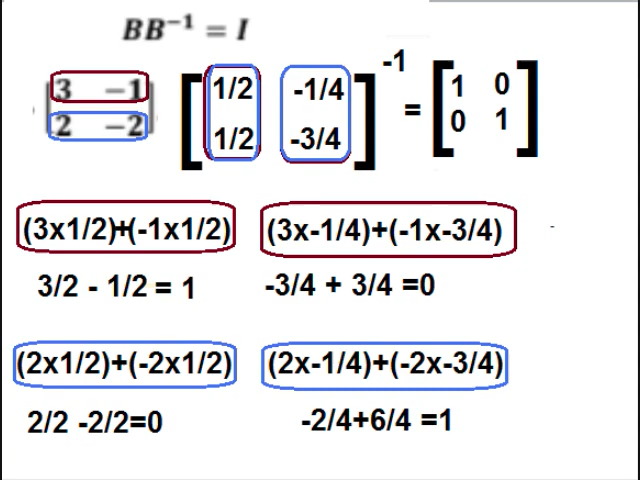 BB⁻¹ = I
|3 −1| [1/2 -1/4] -1 [1 0]
|2 −2| [1/2 -3/4] = [0 1]
(3x1/2)+(-1x1/2) (3x-1/4)+(-1x-3/4)
3/2 - 1/2 = 1 -3/4 + 3/4 =0
(2x1/2)+(-2x1/2) (2x-1/4)+(-2x-3/4)
2/2 -2/2=0 -2/4+6/4 =1